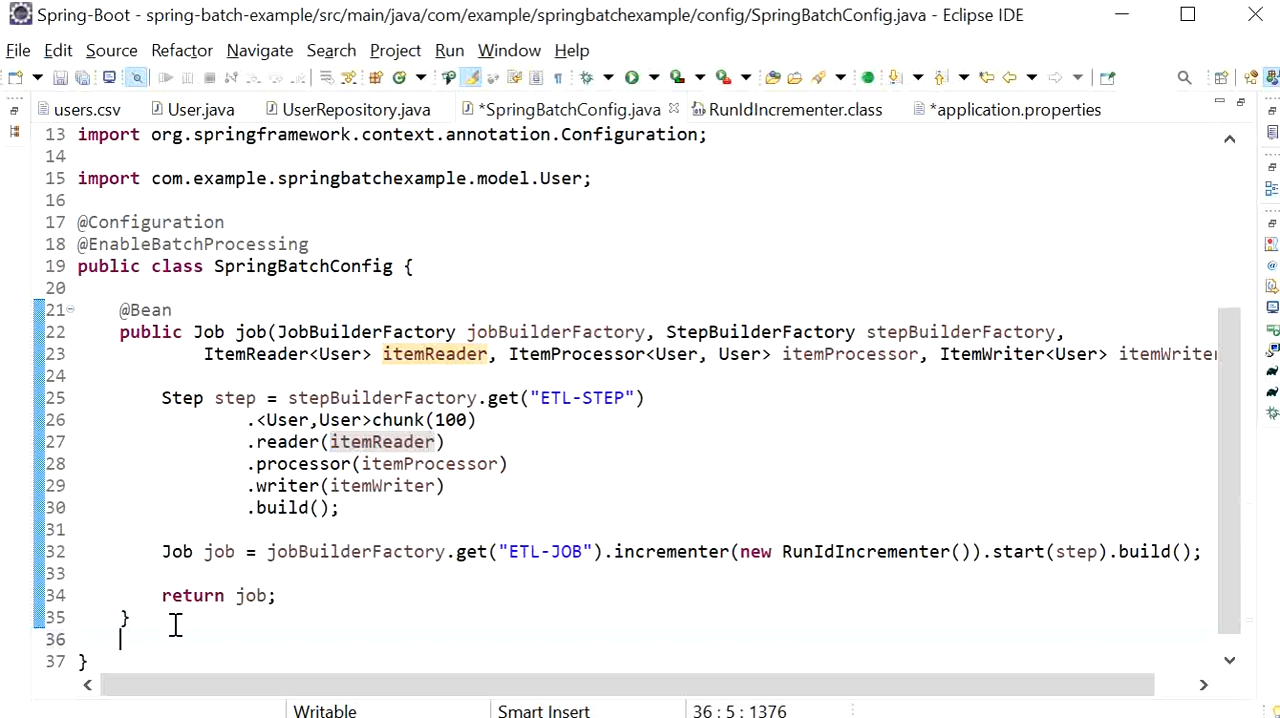 Spring-Boot - spring-batch-example/src/main/java/com/example/springbatchexample/config/SpringBatchConfig.java - Eclipse IDE
File Edit Source Refactor Navigate Search Project Run Window Help
users.csv User.java UserRepository.java *SpringBatchConfig.java RunIdIncrementer.class *application.properties
13 import org.springframework.context.annotation.Configuration;
14
15 import com.example.springbatchexample.model.User;
16
17 @Configuration
18 @EnableBatchProcessing
19 public class SpringBatchConfig {
20
21 @Bean
22 public Job job(JobBuilderFactory jobBuilderFactory, StepBuilderFactory stepBuilderFactory,
23 ItemReader<User> itemReader, ItemProcessor<User, User> itemProcessor, ItemWriter<User> itemWriter
24
25 Step step = stepBuilderFactory.get("ETL-STEP")
26 .<User,User>chunk(100)
27 .reader(itemReader)
28 .processor(itemProcessor)
29 .writer(itemWriter)
30 .build();
31
32 Job job = jobBuilderFactory.get("ETL-JOB").incrementer(new RunIdIncrementer()).start(step).build();
33
34 return job;
35 }
36
37 }
Writable Smart Insert 36 : 5 : 1376